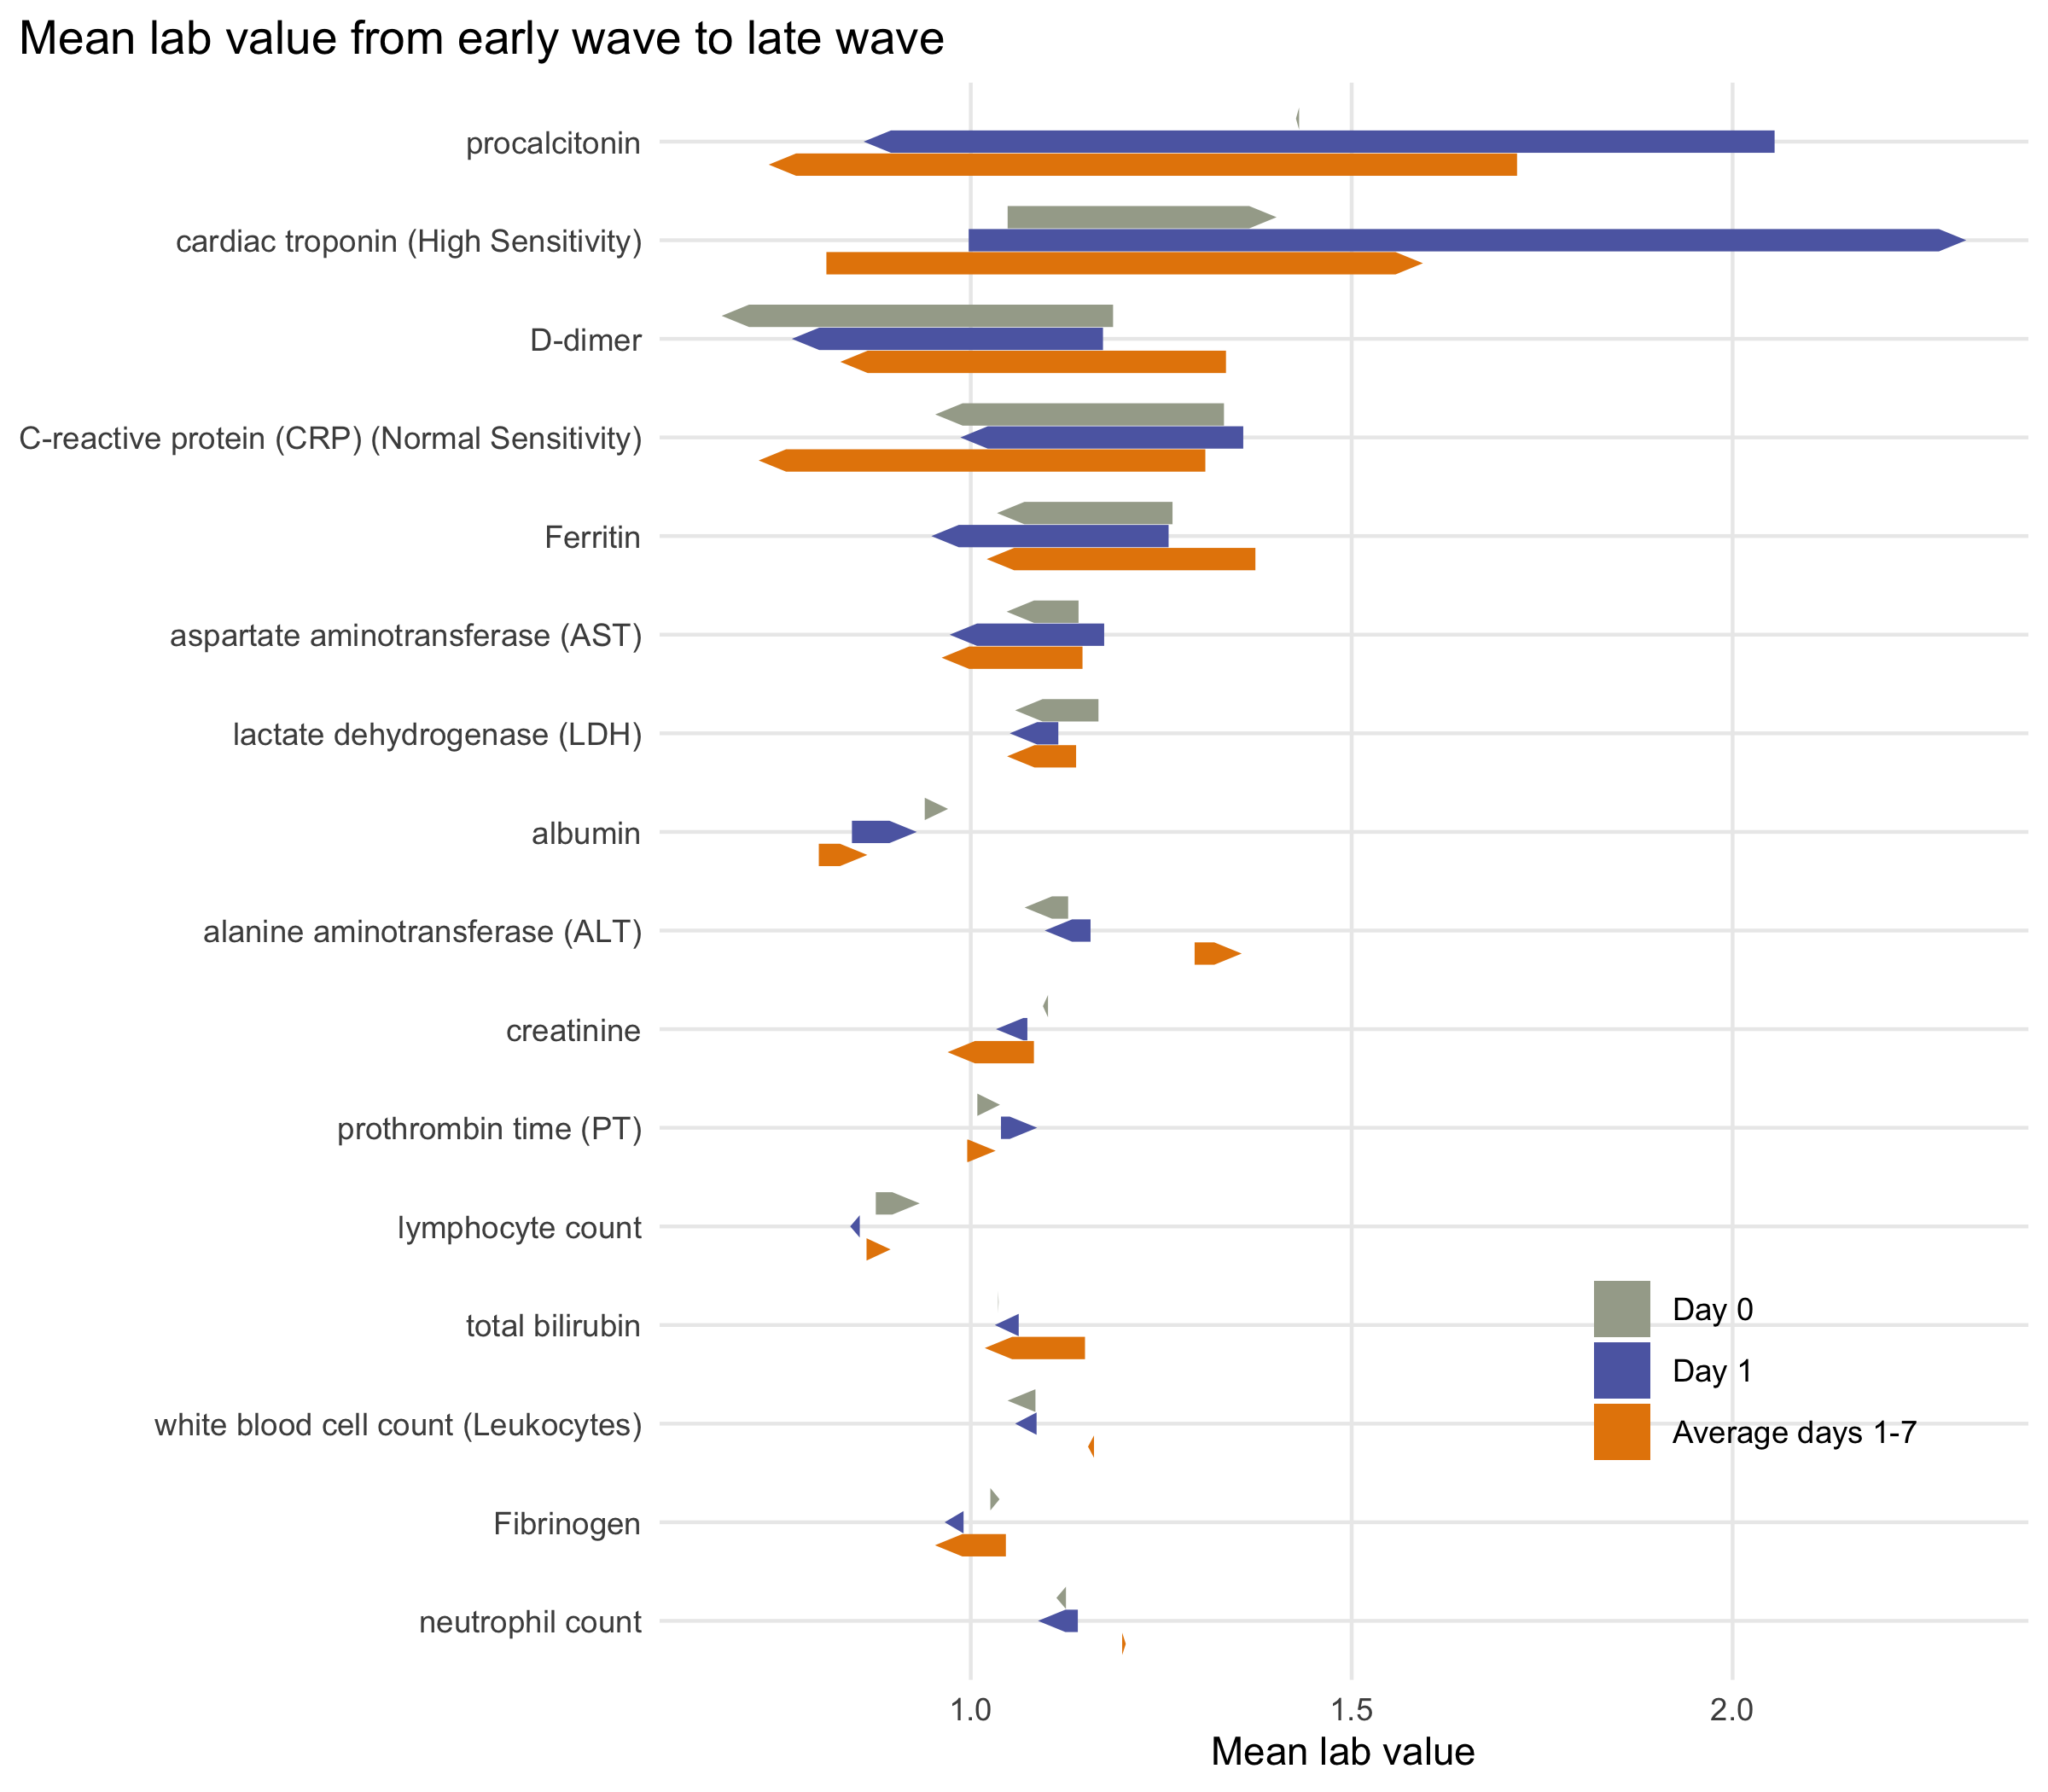 Mean lab value from early wave to late wave
procalcitonin
cardiac troponin (High Sensitivity)
D-dimer
C-reactive protein (CRP) (Normal Sensitivity)
Ferritin
aspartate aminotransferase (AST)
lactate dehydrogenase (LDH)
albumin
alanine aminotransferase (ALT)
creatinine
prothrombin time (PT)
lymphocyte count
total bilirubin
white blood cell count (Leukocytes)
Fibrinogen
neutrophil count
Day 0
Day 1
Average days 1-7
1.0 1.5 2.0
Mean lab value